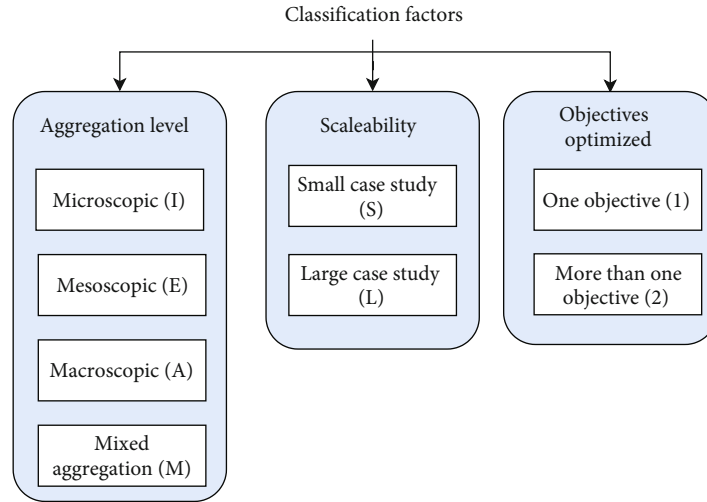 Classification factors
Aggregation level
Microscopic (I)
Mesoscopic (E)
Macroscopic (A)
Mixed
aggregation (M)
Scaleability
Small case study
(S)
Large case study
(L)
Objectives
optimized
One objective (1)
More than one
objective (2)